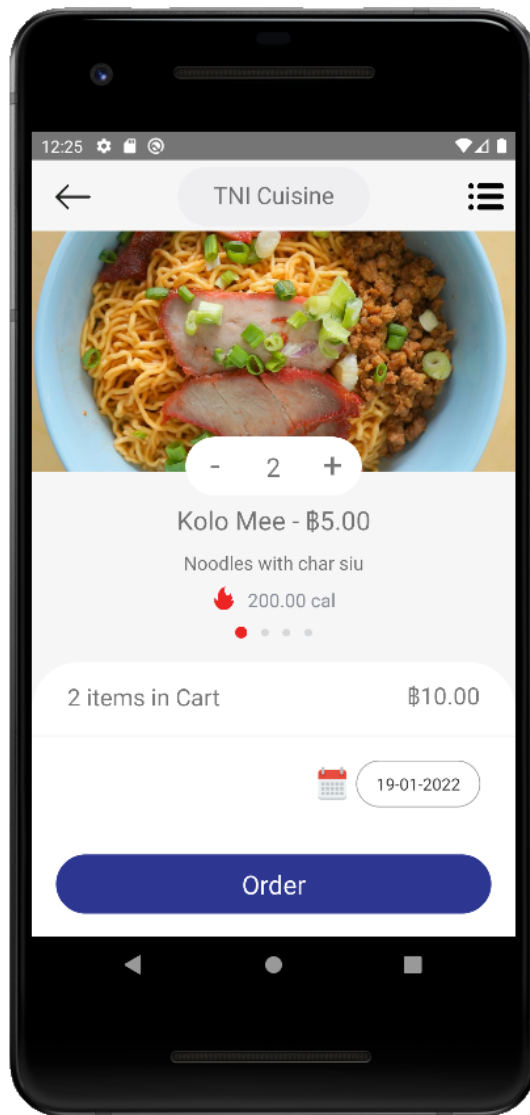 12:25
TNI Cuisine
- 2 +
Kolo Mee - ฿5.00
Noodles with char siu
200.00 cal
2 items in Cart ฿10.00
19-01-2022
Order